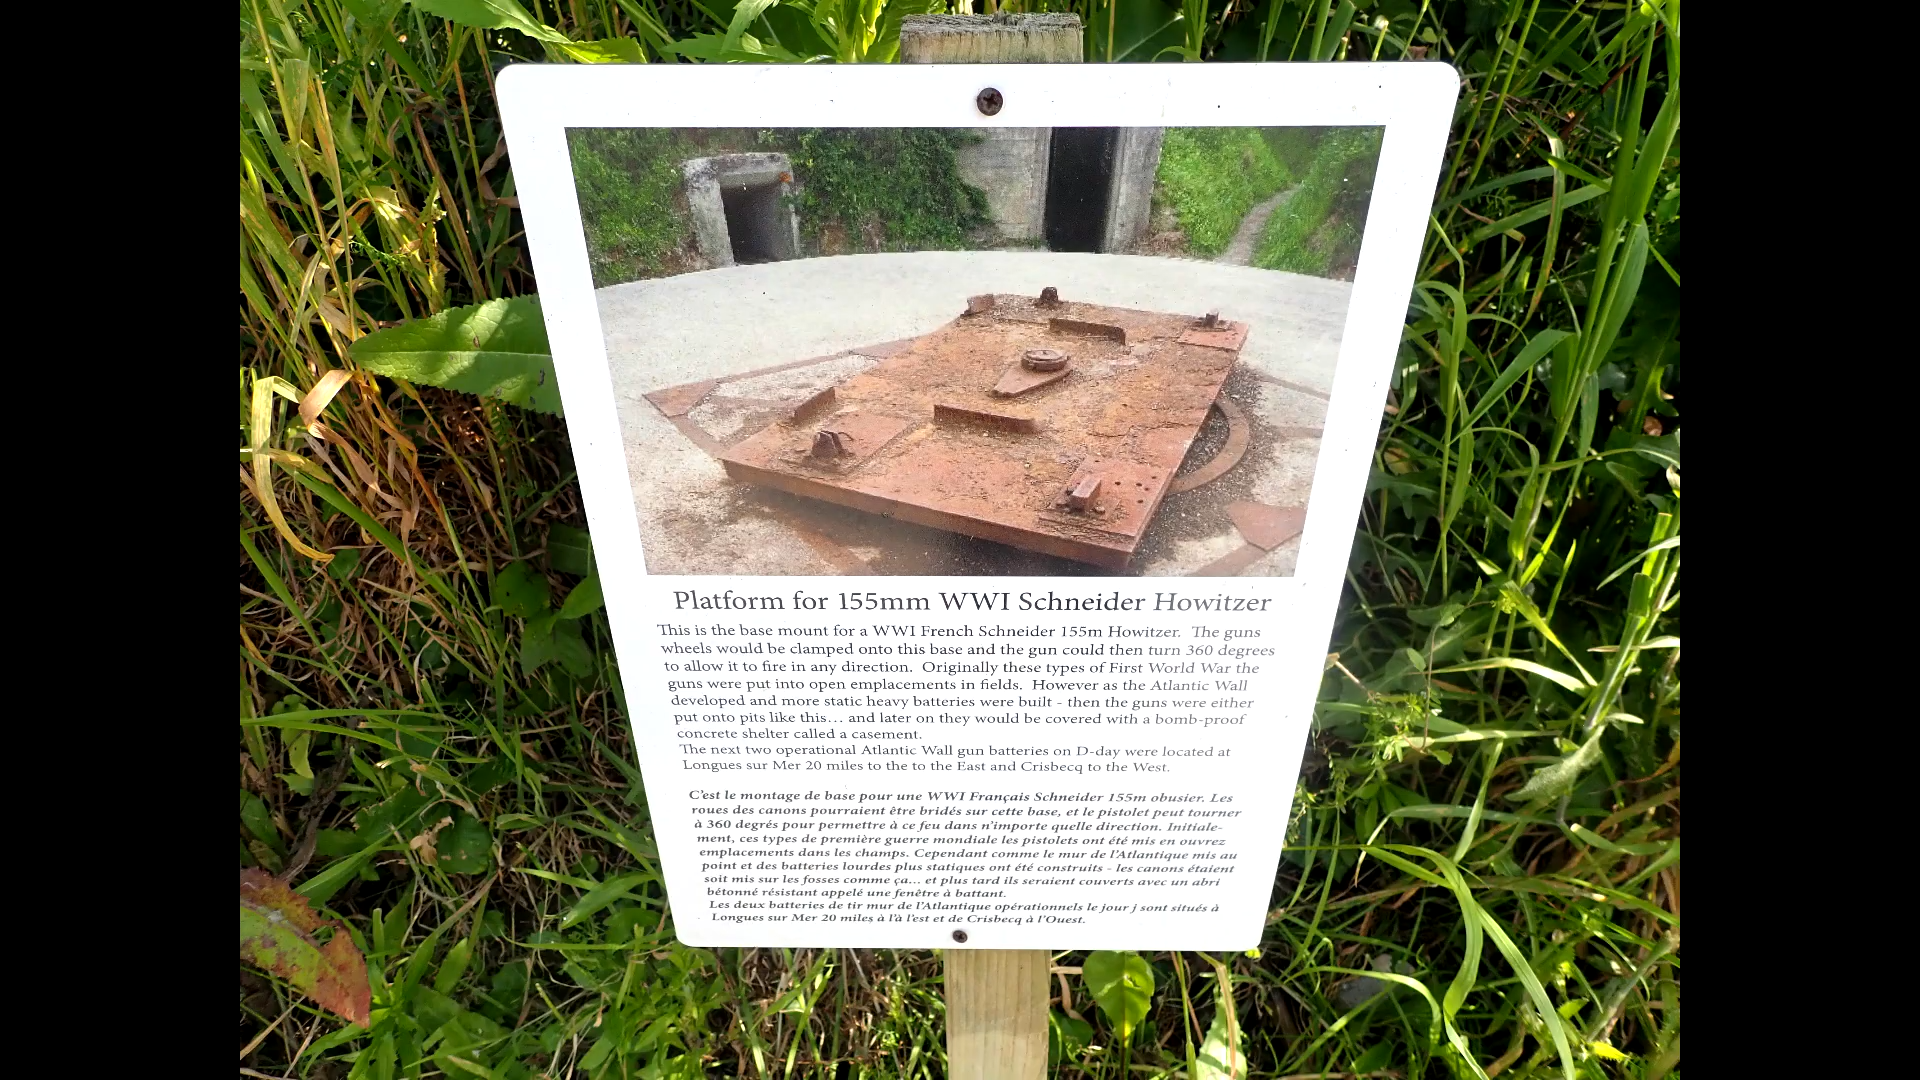 Platform for 155mm WWI Schneider Howitzer
This is the base mount for a WWI French Schneider 155m Howitzer. The guns
wheels would be clamped onto this base and the gun could then turn 360 degrees
to allow it to fire in any direction. Originally these types of First World War the
guns were put into open emplacements in fields. However as the Atlantic Wall
developed and more static heavy batteries were built - then the guns were either
put onto pits like this... and later on they would be covered with a bomb-proof
concrete shelter called a casement.
The next two operational Atlantic Wall gun batteries on D-day were located at
Longues sur Mer 20 miles to the to the East and Crisbecq to the West.
C'est le montage de base pour une WWI Français Schneider 155m obusier. Les
roues des canons pourraient être bridés sur cette base, et le pistolet peut tourner
à 360 degrés pour permettre à ce feu dans n'importe quelle direction. Initiale-
ment, ces types de première guerre mondiale les pistolets ont été mis en ouvrez
emplacements dans les champs. Cependant comme le mur de l'Atlantique mis au
point et des batteries lourdes plus statiques ont été construits - les canons étaient
soit mis sur les fosses comme ça... et plus tard ils seraient couverts avec un abri
bétonné résistant appelé une fenêtre à battant.
Les deux batteries de tir mur de l'Atlantique opérationnels le jour j sont situés à
Longues sur Mer 20 miles à l'à l'est et de Crisbecq à l'Ouest.